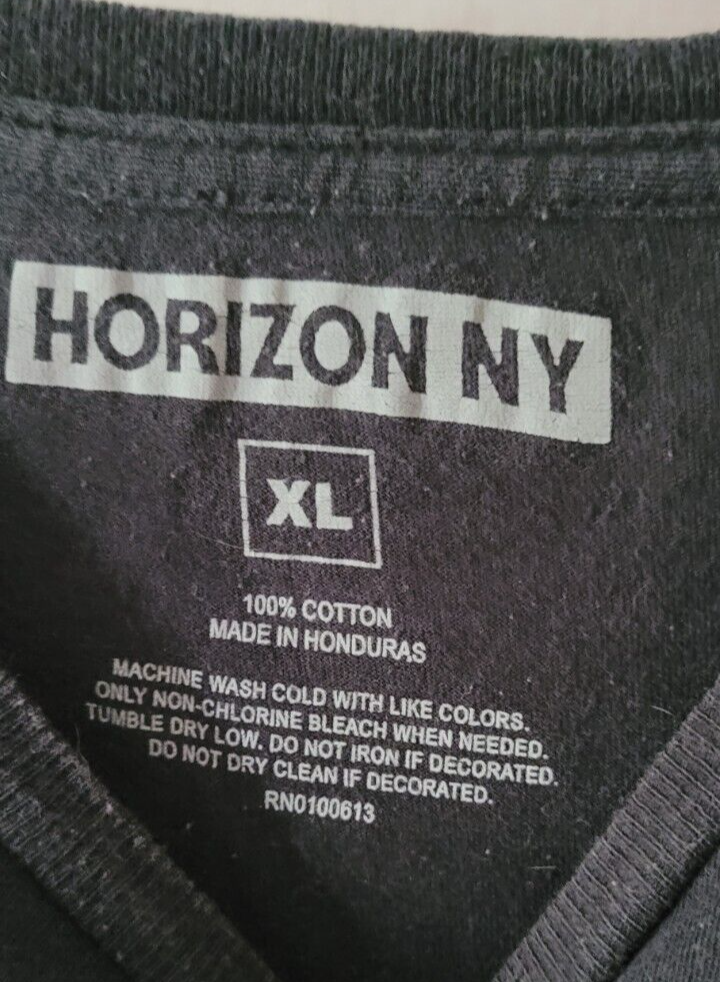 HORIZON NY
XL
100% COTTON
MADE IN HONDURAS
MACHINE WASH COLD WITH LIKE COLORS.
ONLY NON-CHLORINE BLEACH WHEN NEEDED.
TUMBLE DRY LOW. DO NOT IRON IF DECORATED.
DO NOT DRY CLEAN IF DECORATED.
RN0100613